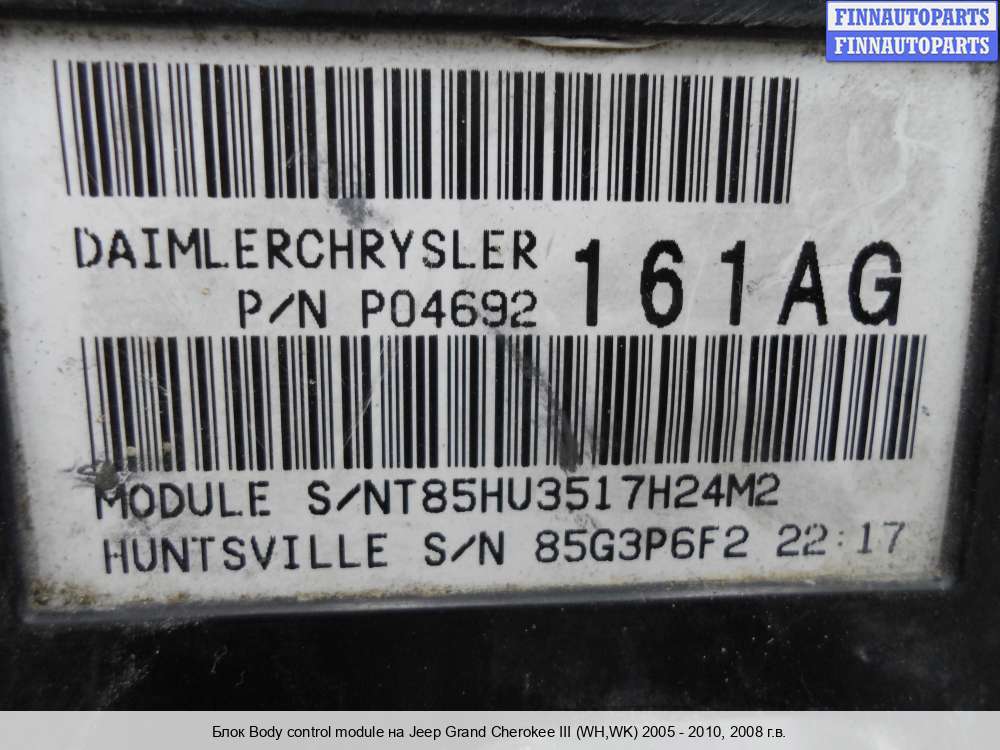 FINNAUTOPARTS
FINNAUTOPARTS
DAIMLERCHRYSLER 161AG
P/N P04692
MODULE S/NT85HU3517H24M2
HUNTSVILLE S/N 85G3P6F2 22:17
Блок Body control module на Jeep Grand Cherokee III (WH,WK) 2005 - 2010, 2008 г.в.